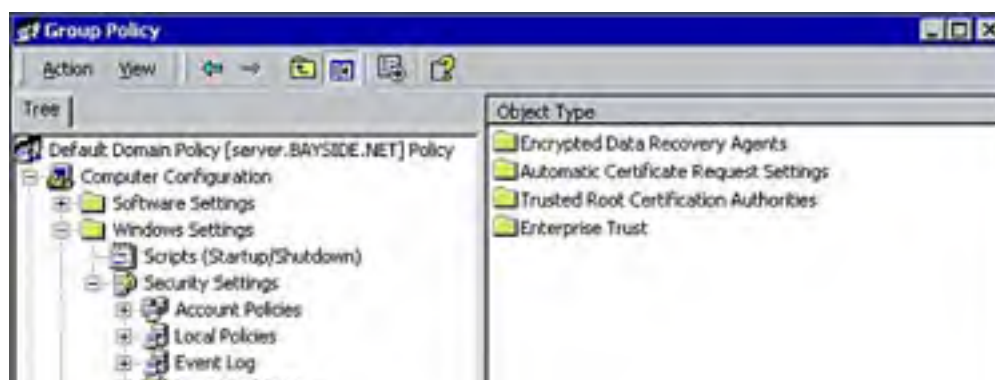 Group Policy
Action View
Tree
Object Type
Default Domain Policy [server.BAYSIDE.NET] Policy
Computer Configuration
Software Settings
Windows Settings
Scripts (Startup/Shutdown)
Security Settings
Account Policies
Local Policies
Event Log
Encrypted Data Recovery Agents
Automatic Certificate Request Settings
Trusted Root Certification Authorities
Enterprise Trust